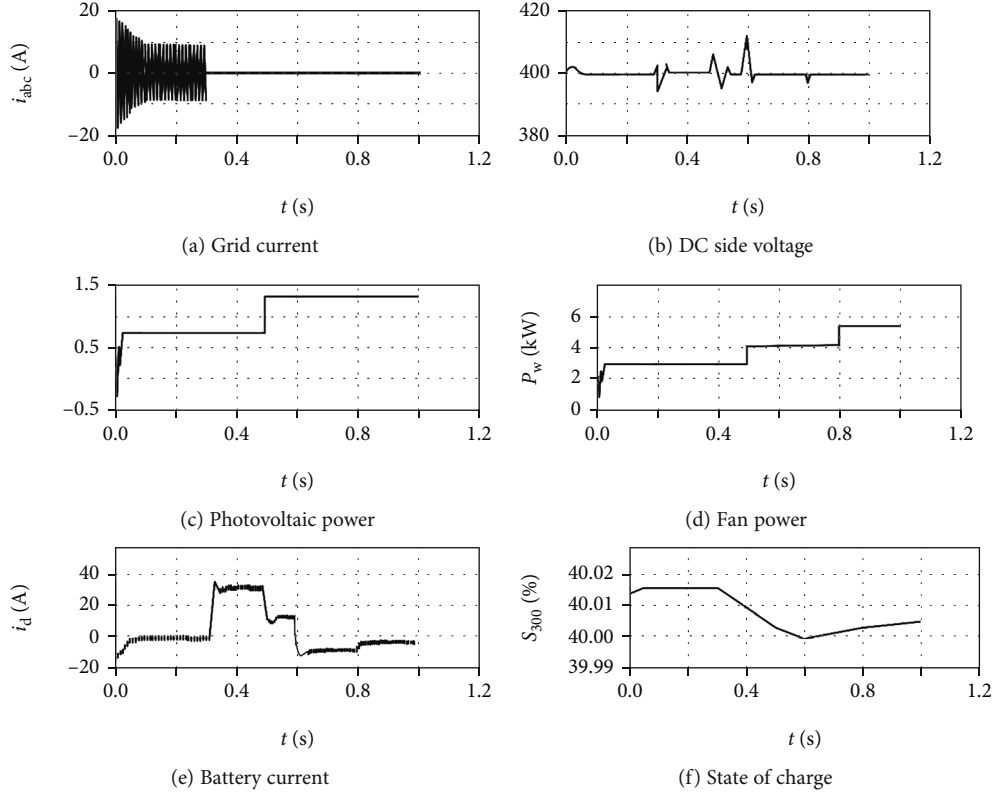 20
0
−20
i_abc (A)
0.0 0.4 0.8 1.2
t (s)
(a) Grid current
420
400
380
0.0 0.4 0.8 1.2
t (s)
(b) DC side voltage
1.5
0.5
−0.5
0.0 0.4 0.8 1.2
t (s)
(c) Photovoltaic power
6
4
2
0
P_w (kW)
0.0 0.4 0.8 1.2
t (s)
(d) Fan power
40
20
0
−20
i_d (A)
0.0 0.4 0.8 1.2
t (s)
(e) Battery current
40.02
40.01
40.00
39.99
S_300 (%)
0.0 0.4 0.8 1.2
t (s)
(f) State of charge